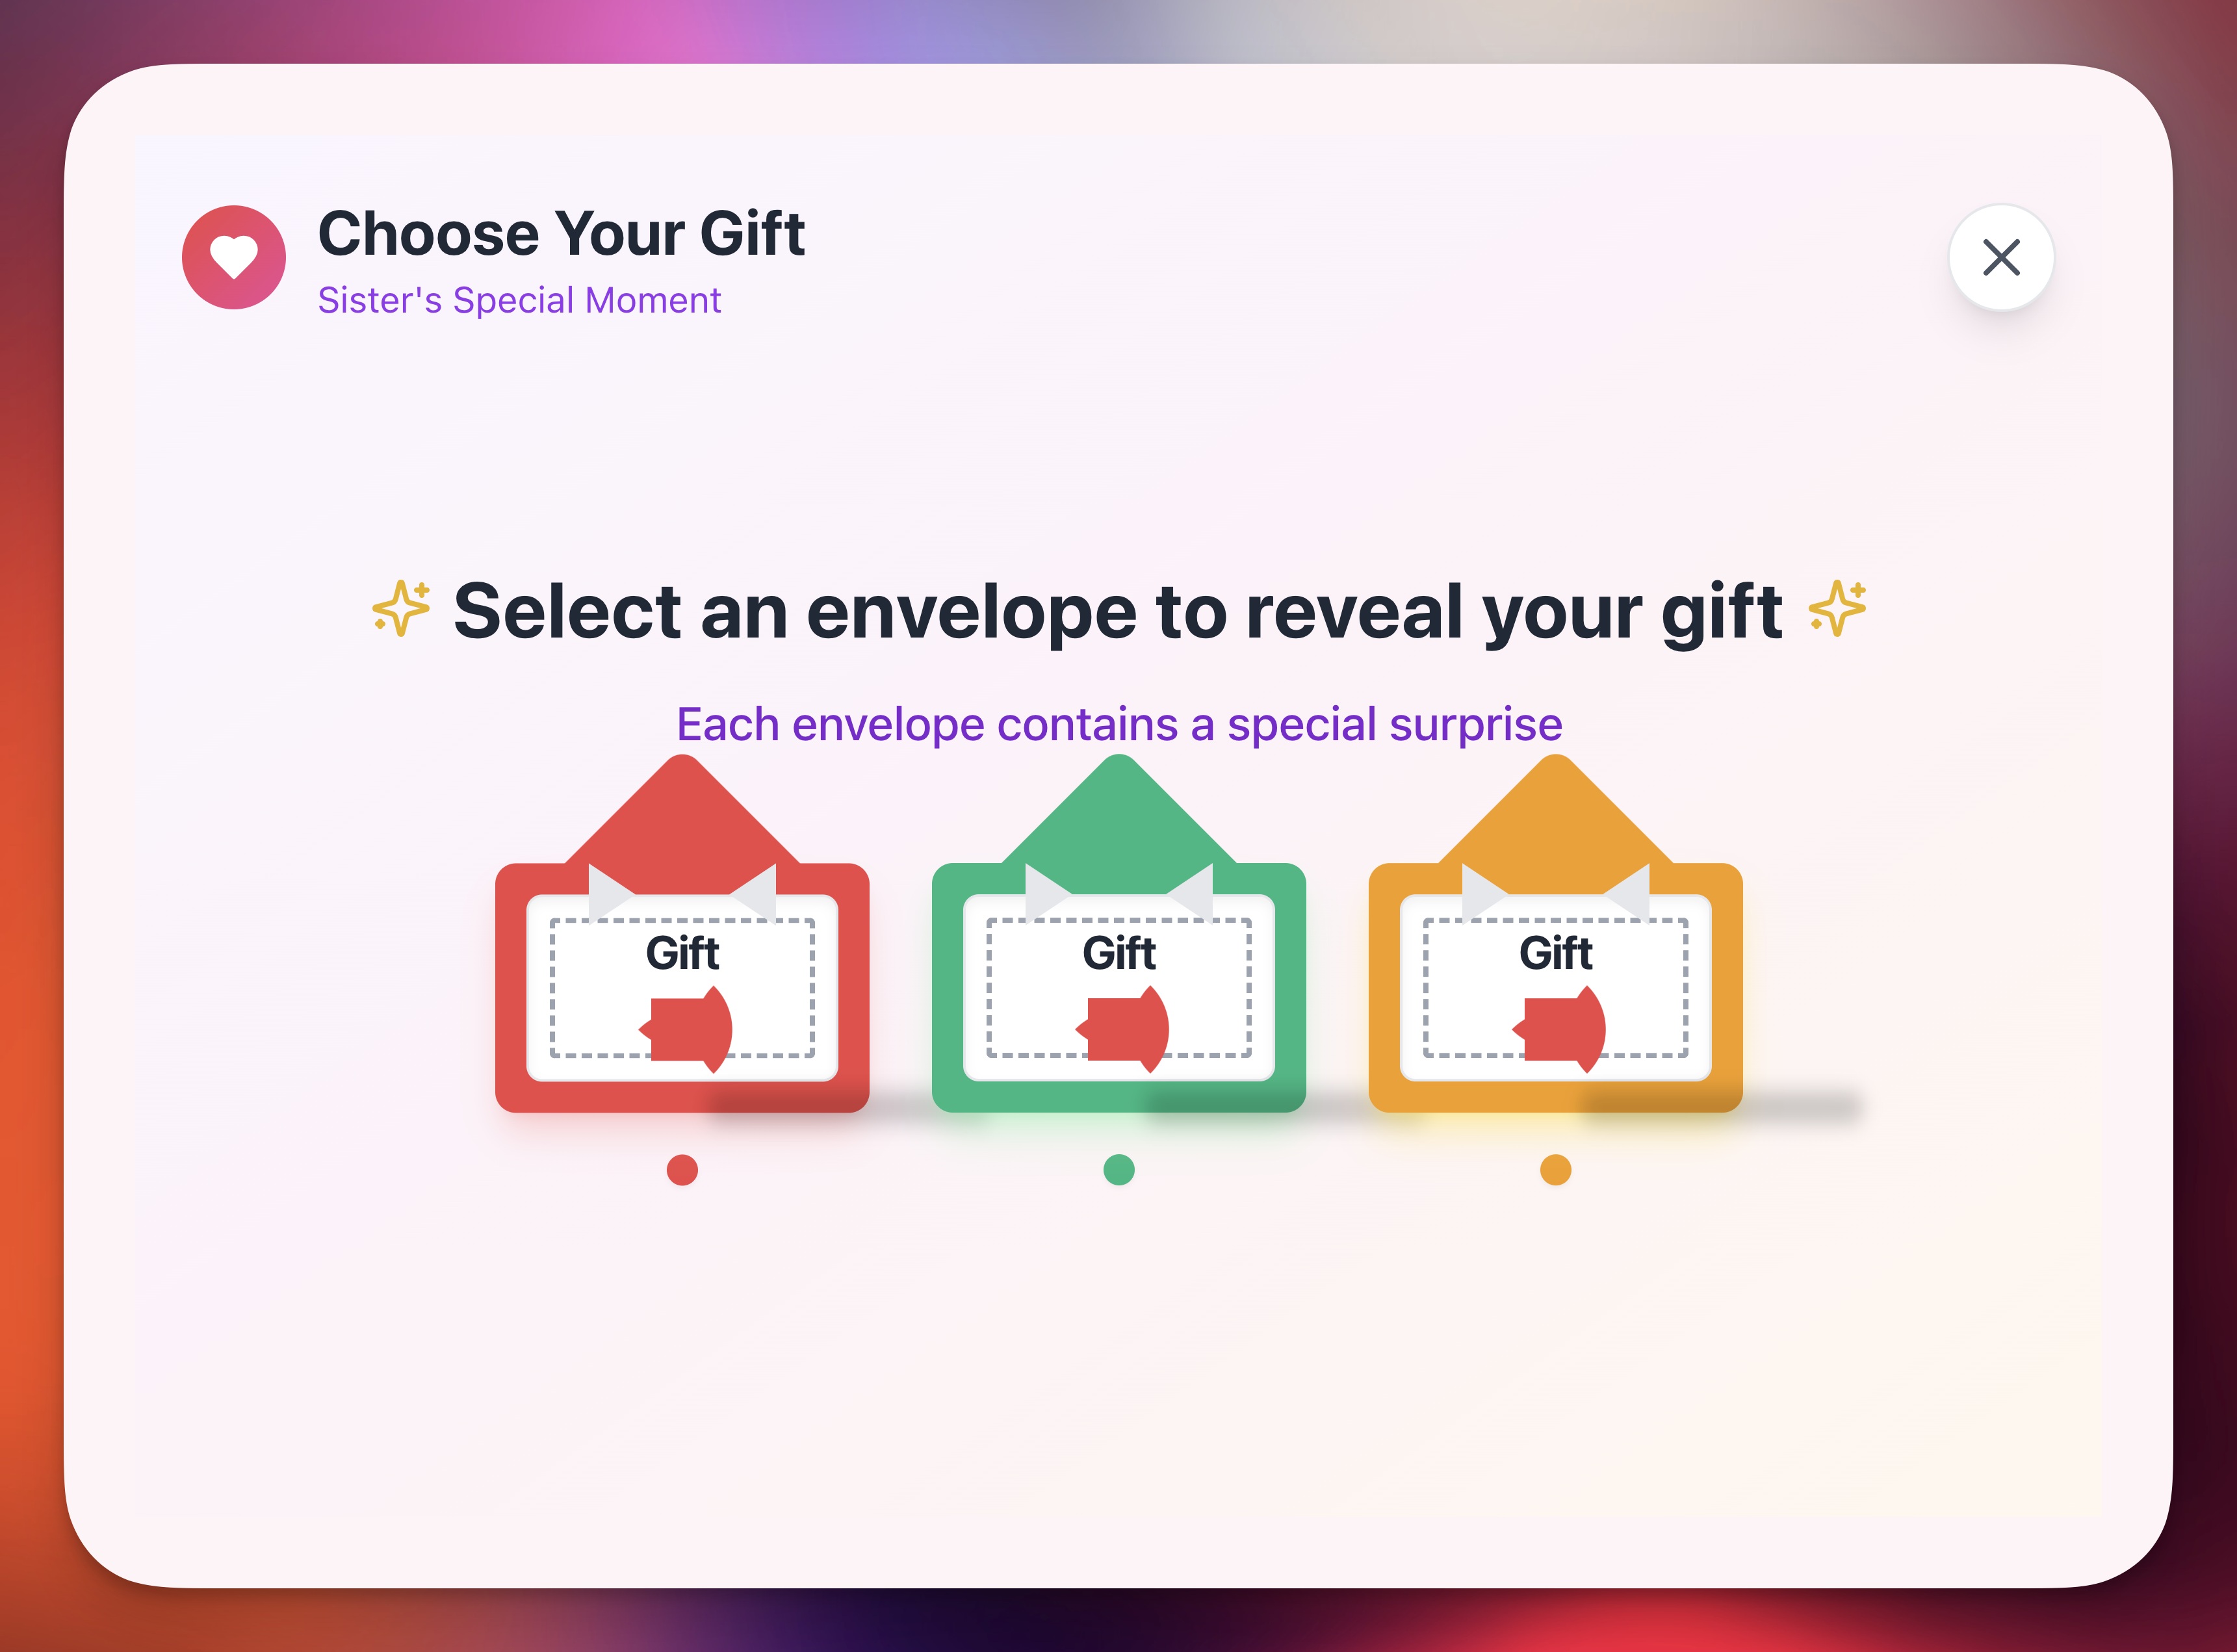 Choose Your Gift
Sister's Special Moment
Select an envelope to reveal your gift
Each envelope contains a special surprise
Gift
Gift
Gift